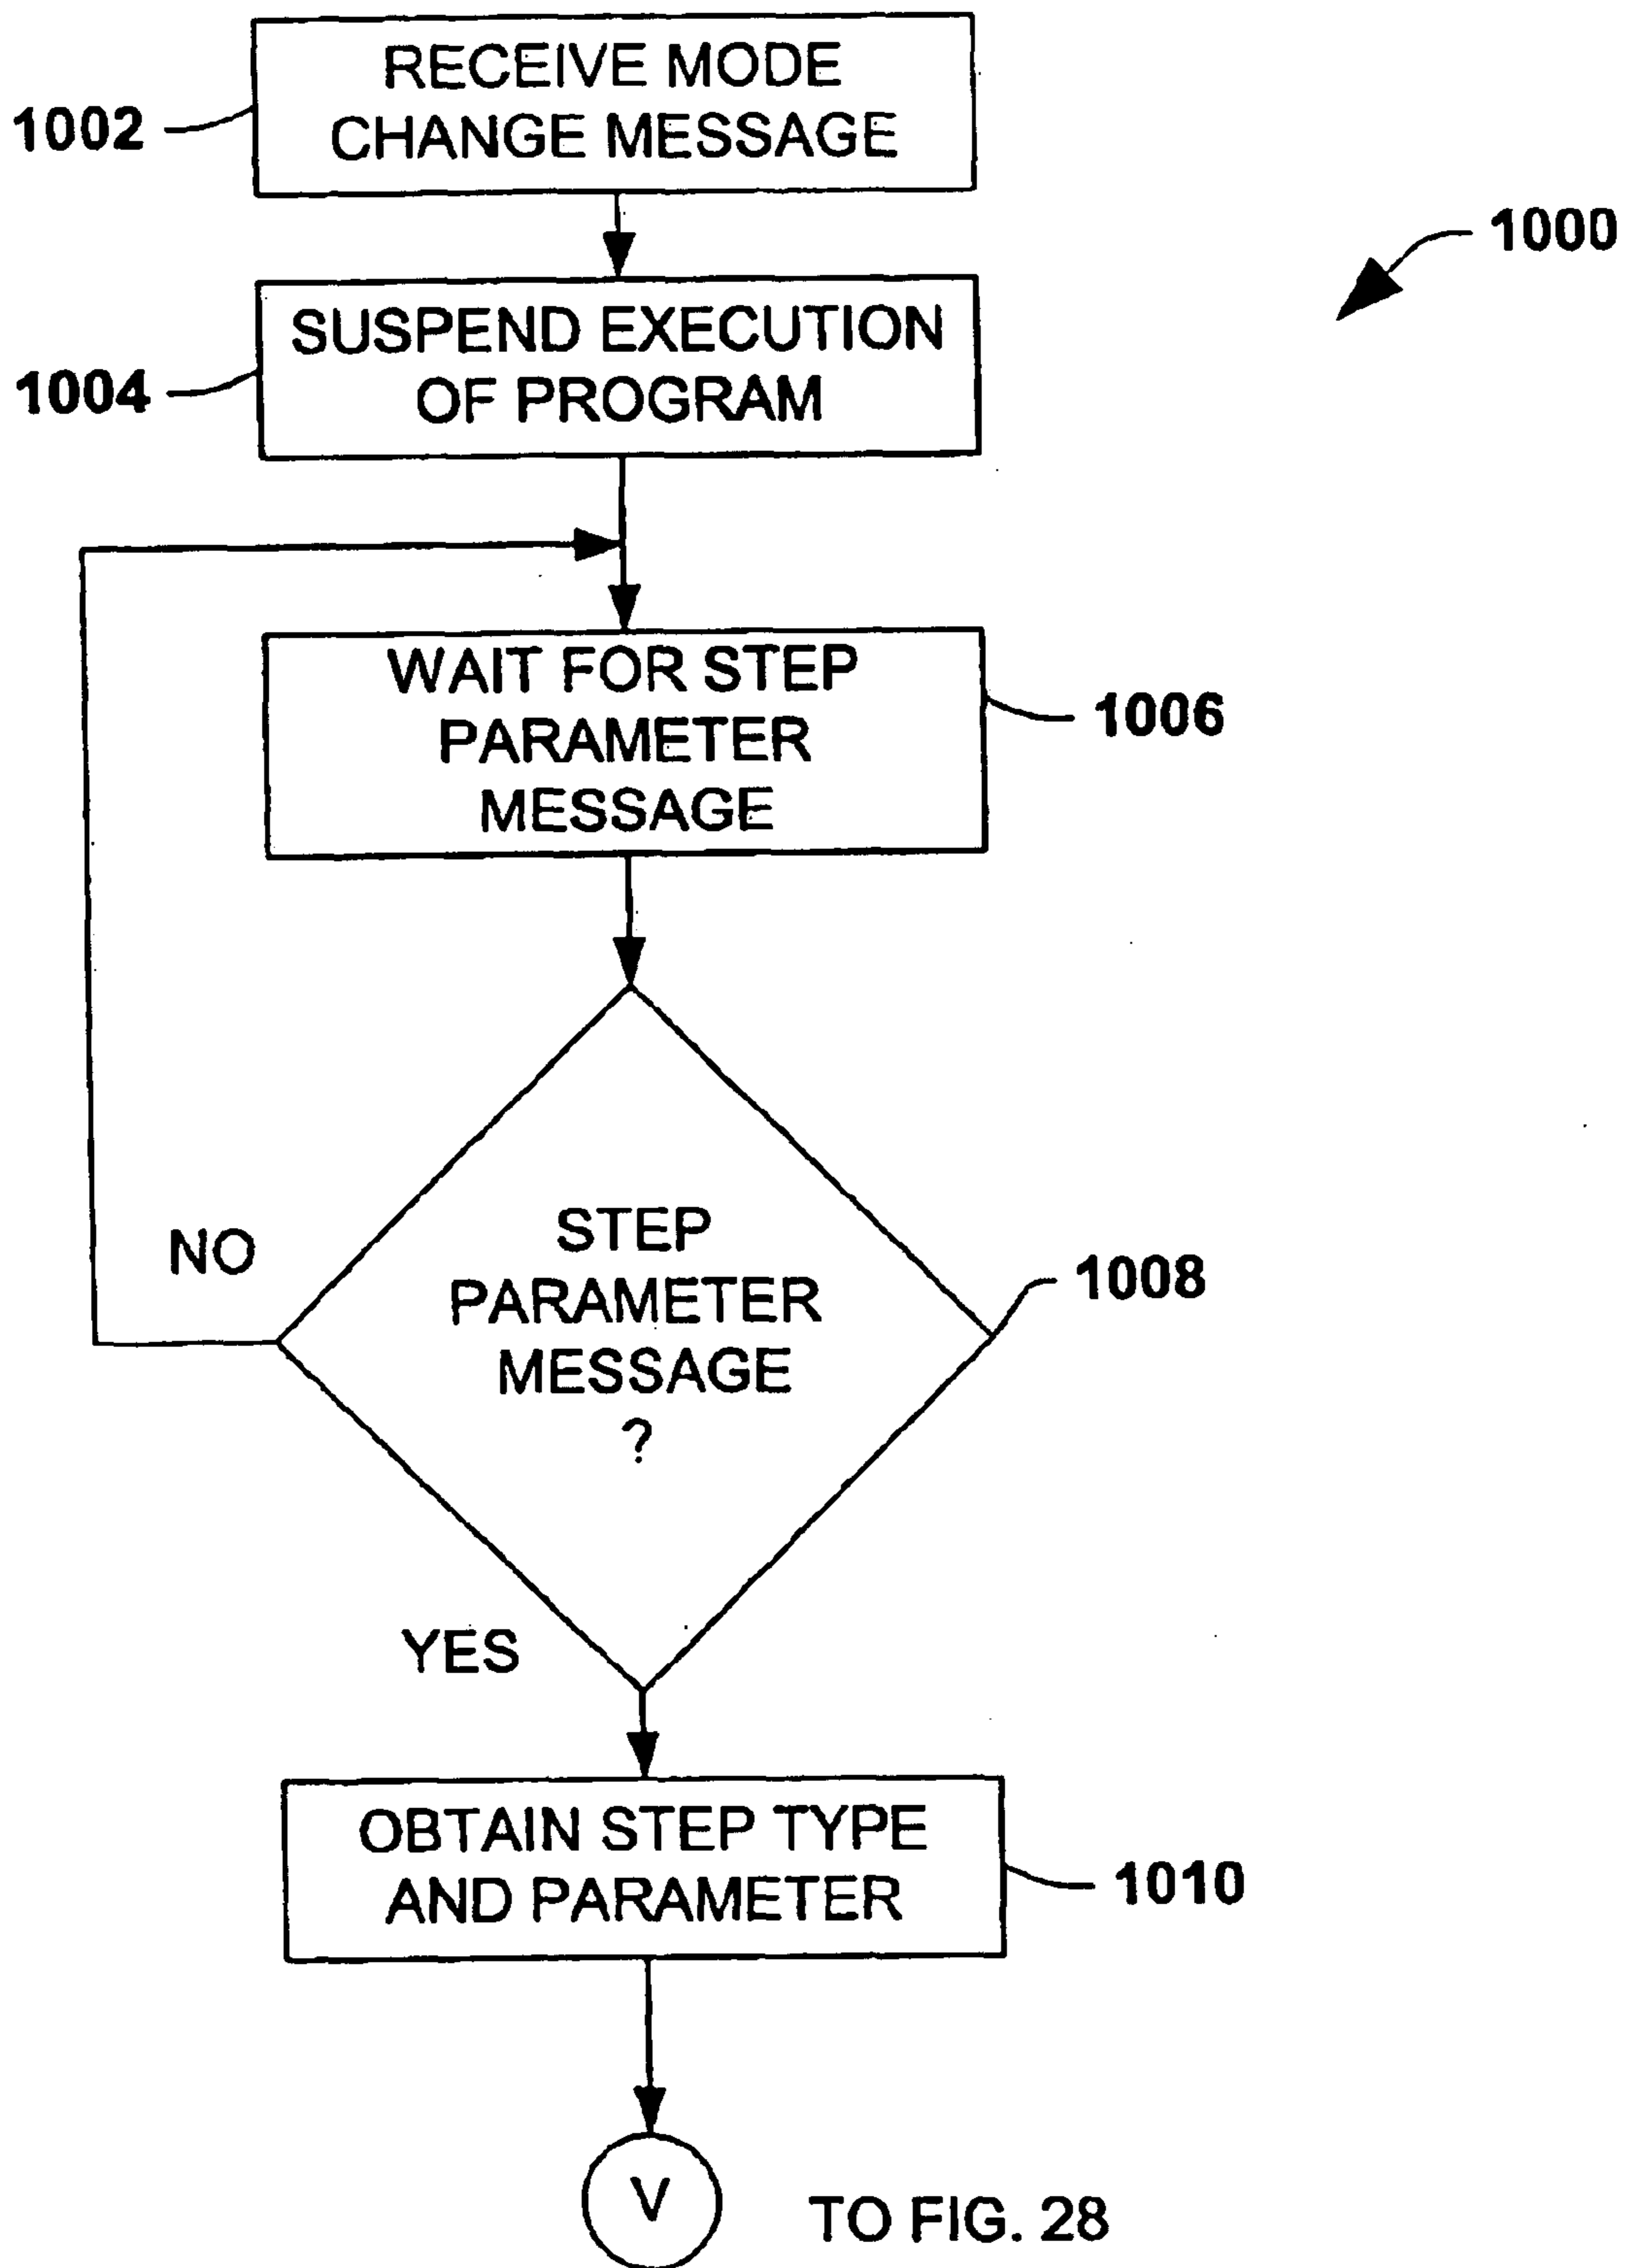 RECEIVE MODE
CHANGE MESSAGE
1002
1000
SUSPEND EXECUTION
OF PROGRAM
1004
WAIT FOR STEP
PARAMETER
MESSAGE
1006
STEP
PARAMETER
MESSAGE
?
NO
1008
YES
OBTAIN STEP TYPE
AND PARAMETER
1010
V
TO FIG. 28